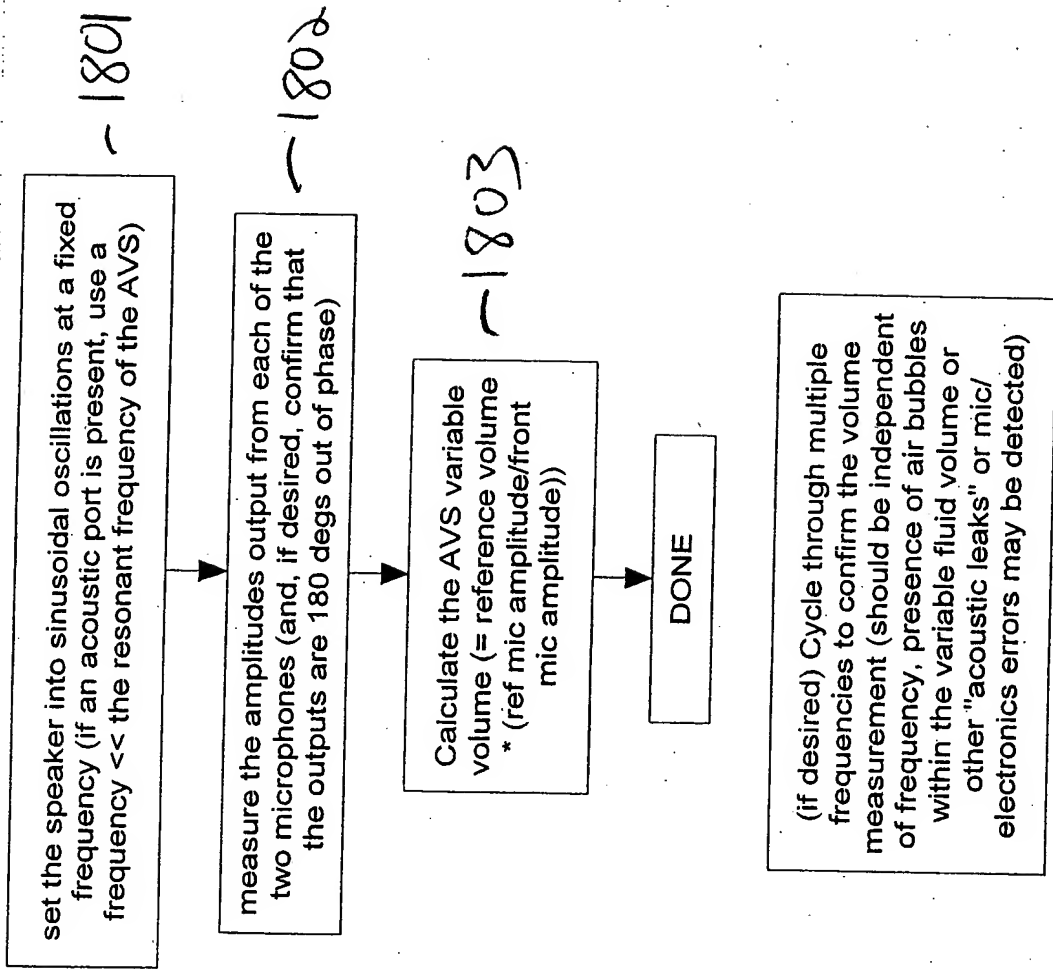 set the speaker into sinusoidal oscillations at a fixed
frequency (if an acoustic port is present, use a
frequency << the resonant frequency of the AVS)
1801
measure the amplitudes output from each of the
two microphones (and, if desired, confirm that
the outputs are 180 degs out of phase)
1802
Calculate the AVS variable
volume (= reference volume
* (ref mic amplitude/front
mic amplitude))
1803
DONE
(if desired) Cycle through multiple
frequencies to confirm the volume
measurement (should be independent
of frequency, presence of air bubbles
within the variable fluid volume or
other "acoustic leaks" or mic/
electronics errors may be detected)